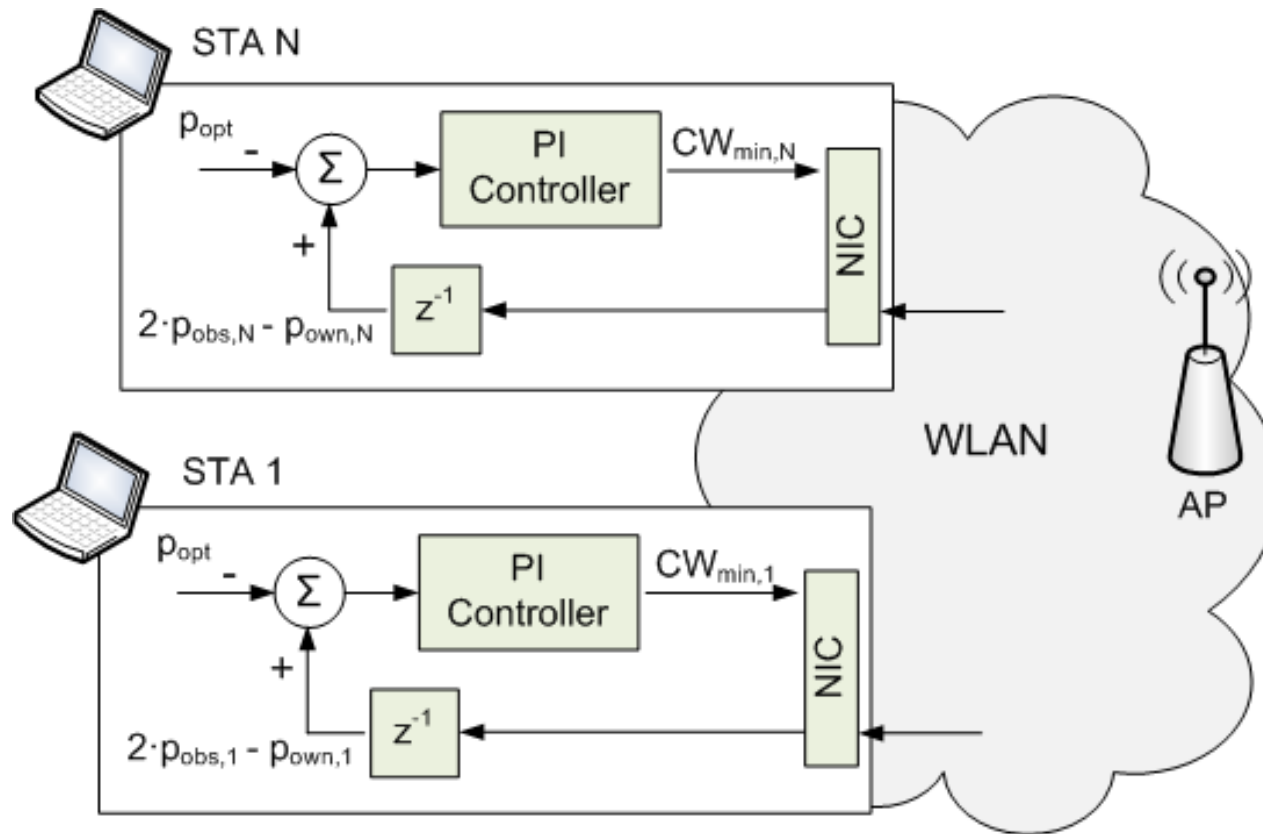 STA N
p_opt
-
Σ
PI
Controller
CW_min,N
NIC
+
z^-1
2·p_obs,N - p_own,N
WLAN
AP
STA 1
p_opt
-
Σ
PI
Controller
CW_min,1
NIC
+
z^-1
2·p_obs,1 - p_own,1